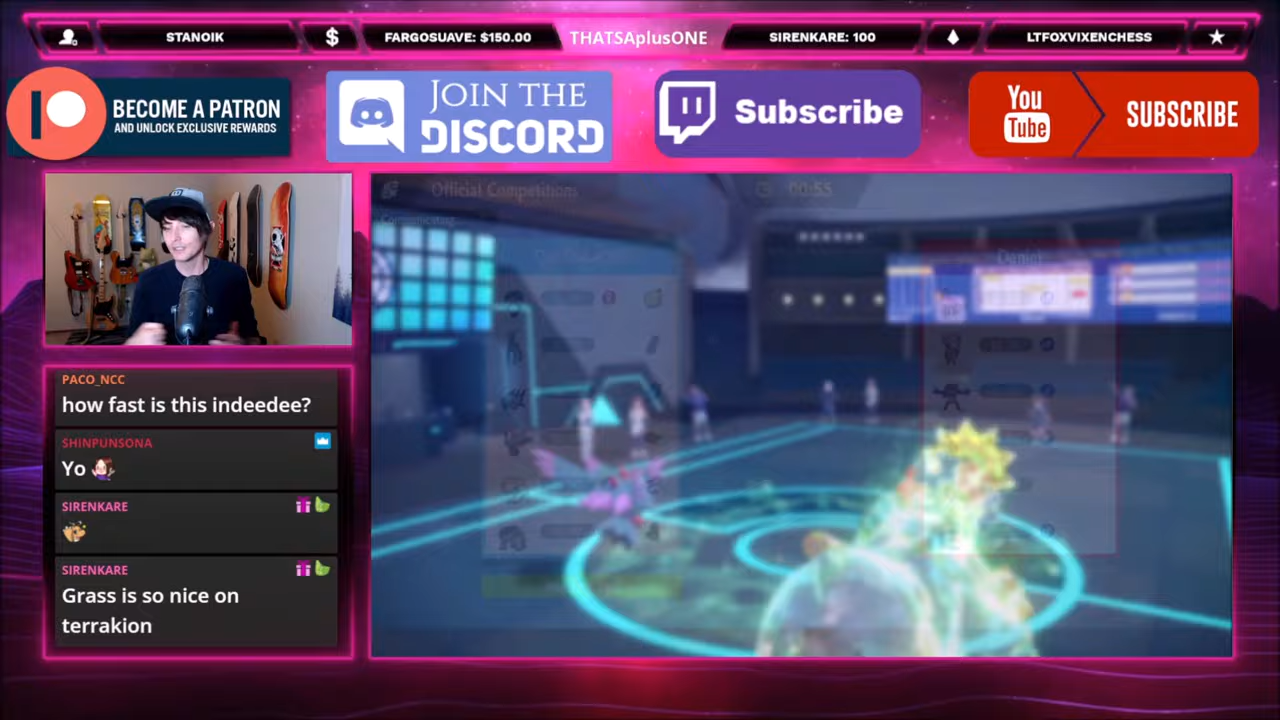 STANOIK
$
FARGOSUAVE: $150.00
THATSAplusONE
SIRENKARE: 100
LTFOXVIXENCHESS
BECOME A PATRON
AND UNLOCK EXCLUSIVE REWARDS
JOIN THE
DISCORD
Subscribe
You
Tube
SUBSCRIBE
Official Competitions
00:55
Communicating
Daniel
PACO_NCC
how fast is this indeedee?
SHINPUNSONA
Yo
SIRENKARE
SIRENKARE
Grass is so nice on
terrakion